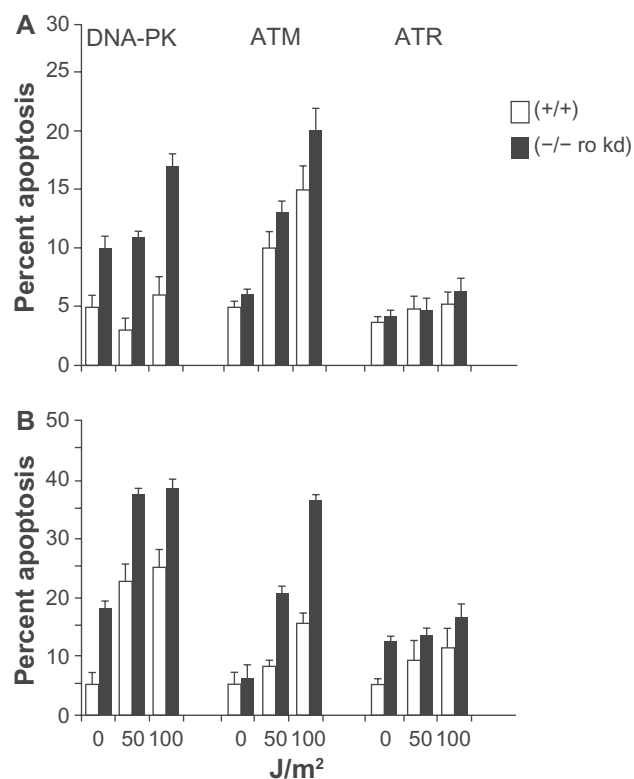 A
DNA-PK ATM ATR
Percent apoptosis
30
25
20
15
10
5
0
(+/+)
(−/− ro kd)
B
Percent apoptosis
50
40
30
20
10
0
0 50 100 0 50 100 0 50 100
J/m²